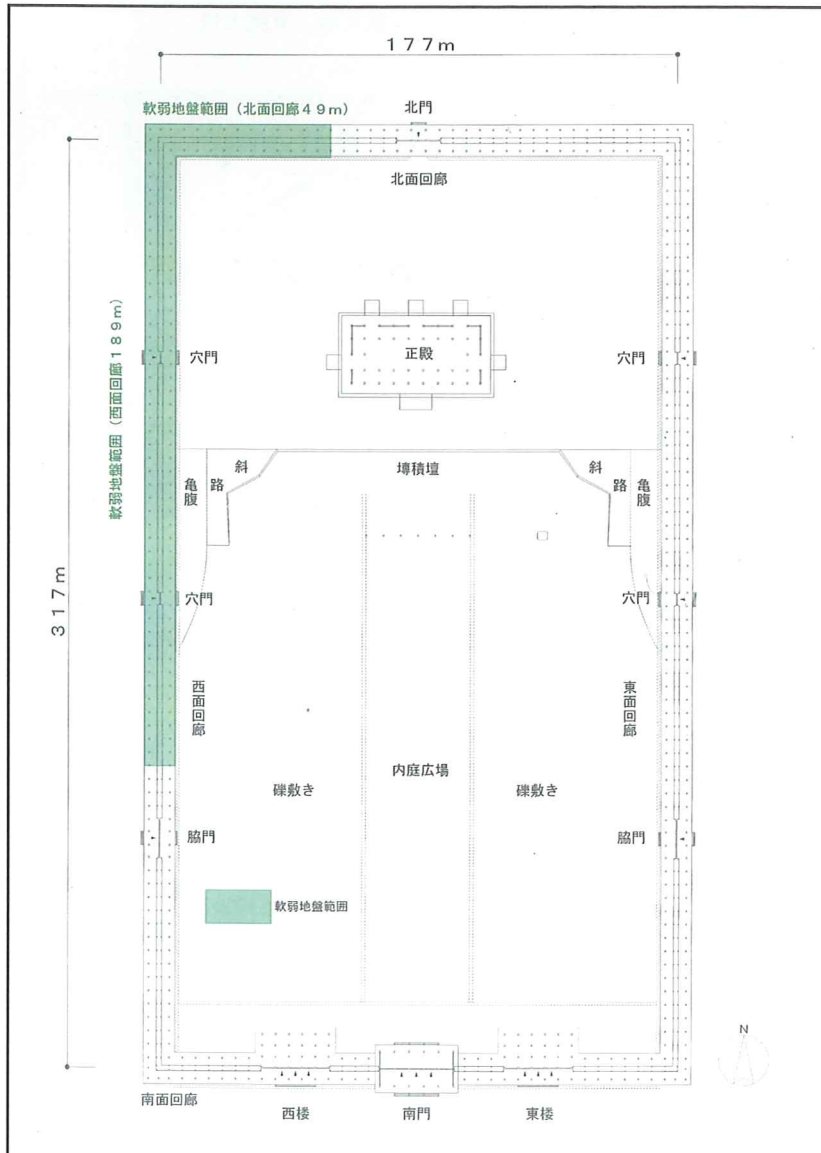 177m
軟弱地盤範囲（北面回廊49m）
北門
北面回廊
軟弱地盤範囲（西面回廊189m）
穴門
正殿
穴門
亀腹
斜路
塼積壇
斜路
亀腹
317m
穴門
穴門
西面回廊
東面回廊
内庭広場
礫敷き
礫敷き
脇門
脇門
軟弱地盤範囲
N
南面回廊
西楼
南門
東楼